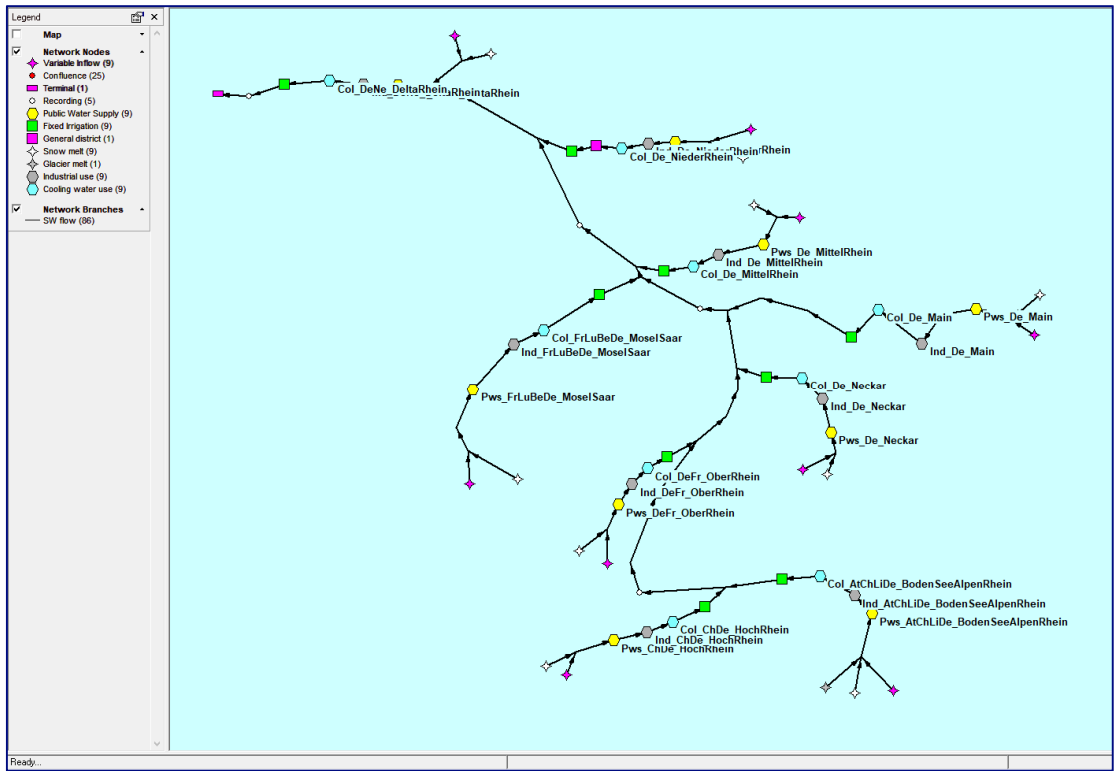 Legend
Map
Network Nodes
Variable Inflow (9)
Confluence (25)
Terminal (1)
Recording (5)
Public Water Supply (9)
Fixed Irrigation (9)
General district (1)
Snow melt (9)
Glacier melt (1)
Industrial use (9)
Cooling water use (9)
Network Branches
SW flow (86)
Col_DeNe_DeltaRhein
Col_De_NiederRhein
Pws_De_MittelRhein
Ind_De_MittelRhein
Col_De_MittelRhein
Col_De_Main
Pws_De_Main
Ind_De_Main
Col_FrLuBeDe_MoselSaar
Ind_FrLuBeDe_MoselSaar
Pws_FrLuBeDe_MoselSaar
Col_De_Neckar
Ind_De_Neckar
Pws_De_Neckar
Col_DeFr_OberRhein
Ind_DeFr_OberRhein
Pws_DeFr_OberRhein
Col_AtChLiDe_BodenSeeAlpenRhein
Ind_AtChLiDe_BodenSeeAlpenRhein
Pws_AtChLiDe_BodenSeeAlpenRhein
Col_ChDe_HochRhein
Ind_ChDe_HochRhein
Pws_ChDe_HochRhein
Ready...